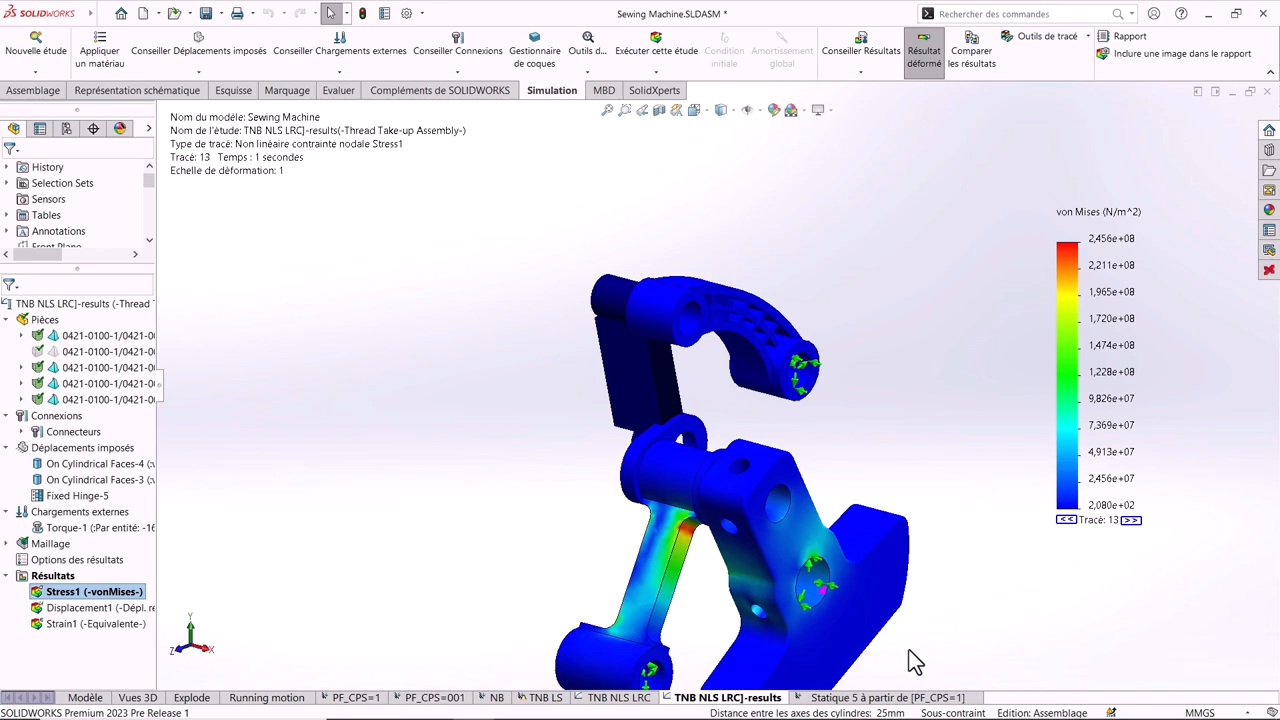 SOLIDWORKS
Sewing Machine.SLDASM *
Rechercher des commandes
Nouvelle étude
Appliquer un matériau
Conseiller Déplacements imposés
Conseiller Chargements externes
Conseiller Connexions
Gestionnaire de coques
Outils d...
Exécuter cette étude
Condition initiale
Amortissement global
Conseiller Résultats
Résultat déformé
Comparer les résultats
Outils de tracé
Rapport
Inclure une image dans le rapport
Assemblage
Représentation schématique
Esquisse
Marquage
Evaluer
Compléments de SOLIDWORKS
Simulation
MBD
SolidXperts
Nom du modèle: Sewing Machine
Nom de l'étude: TNB NLS LRC]-results(-Thread Take-up Assembly-)
Type de tracé: Non linéaire contrainte nodale Stress1
Tracé: 13 Temps : 1 secondes
Echelle de déformation: 1
History
Selection Sets
Sensors
Tables
Annotations
Front Plane
TNB NLS LRC]-results (-Thread T
Pièces
0421-0100-1/0421-0
0421-0100-1/0421-0
0421-0100-1/0421-0
0421-0100-1/0421-0
0421-0100-1/0421-0
Connexions
Connecteurs
Déplacements imposés
On Cylindrical Faces-4 (:
On Cylindrical Faces-3 (:
Fixed Hinge-5
Chargements externes
Torque-1 (:Par entité: -16
Maillage
Options des résultats
Résultats
Stress1 (-vonMises-)
Displacement1 (-Dépl. re
Strain1 (-Equivalente-)
von Mises (N/m^2)
2,456e+08
2,211e+08
1,965e+08
1,720e+08
1,474e+08
1,228e+08
9,826e+07
7,369e+07
4,913e+07
2,456e+07
2,080e+02
<< Tracé: 13 >>
Y
Z X
Modèle
Vues 3D
Explode
Running motion
PF_CPS=1
PF_CPS=001
NB
TNB LS
TNB NLS LRC
TNB NLS LRC]-results
Statique 5 à partir de [PF_CPS=1]
SOLIDWORKS Premium 2023 Pre Release 1
Distance entre les axes des cylindres: 25mm
Sous-contraint
Edition: Assemblage
MMGS